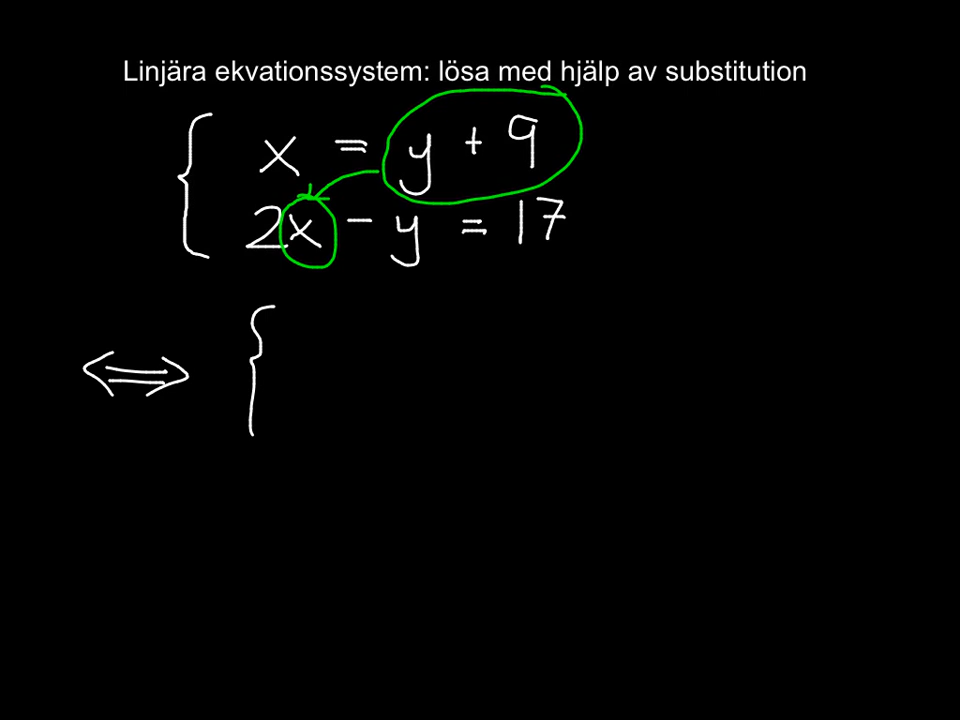 Linjära ekvationssystem: lösa med hjälp av substitution
{ x = y + 9
2x - y = 17
⟺ {